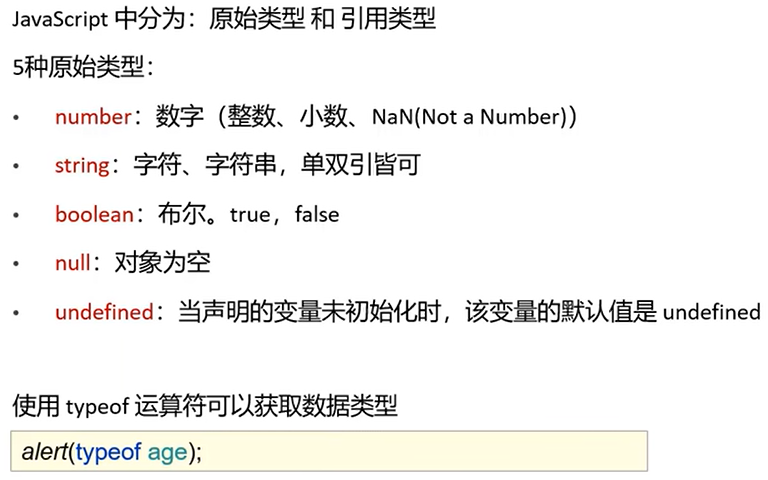 JavaScript 中分为：原始类型 和 引用类型
5种原始类型：
• number：数字（整数、小数、NaN(Not a Number)）
• string：字符、字符串，单双引皆可
• boolean：布尔。true，false
• null：对象为空
• undefined：当声明的变量未初始化时，该变量的默认值是 undefined
使用 typeof 运算符可以获取数据类型
alert(typeof age);